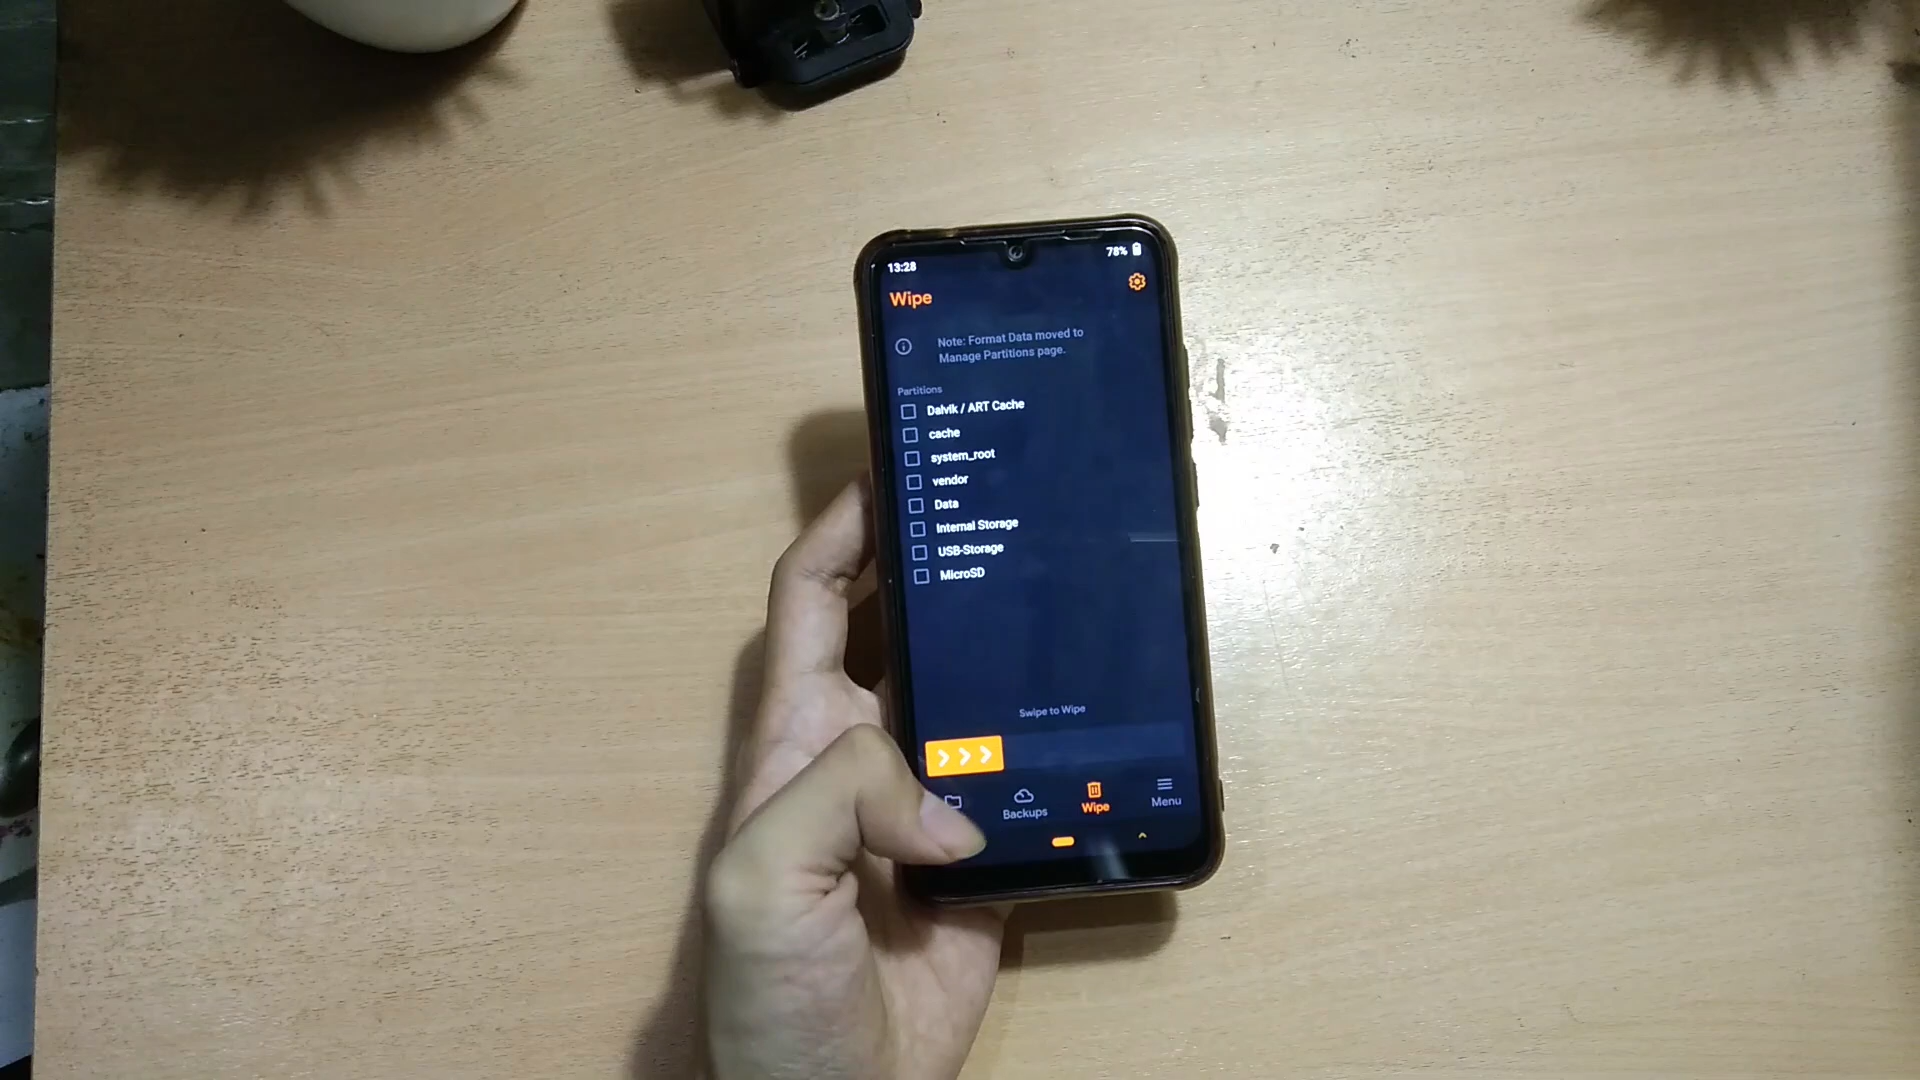 13:28
78%
Wipe
Note: Format Data moved to
Manage Partitions page.
Partitions
Dalvik / ART Cache
cache
system_root
vendor
Data
Internal Storage
USB-Storage
MicroSD
Swipe to Wipe
Backups
Wipe
Menu